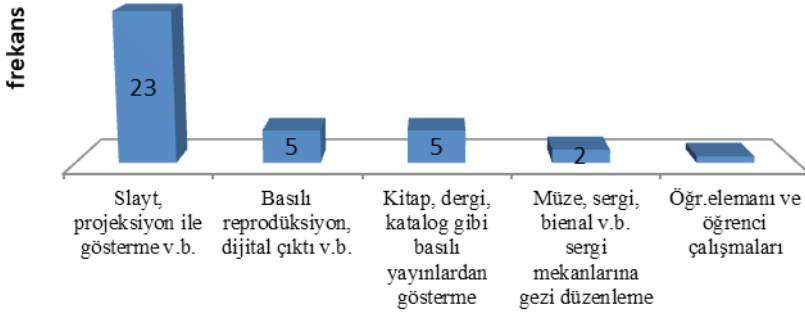 frekans
23
5
5
2
Slayt,
projeksiyon ile
gösterme v.b.
Basılı
reprodüksiyon,
dijital çıktı v.b.
Kitap, dergi,
katalog gibi
basılı
yayınlardan
gösterme
Müze, sergi,
bienal v.b.
sergi
mekanlarına
gezi düzenleme
Öğr.elemanı ve
öğrenci
çalışmaları